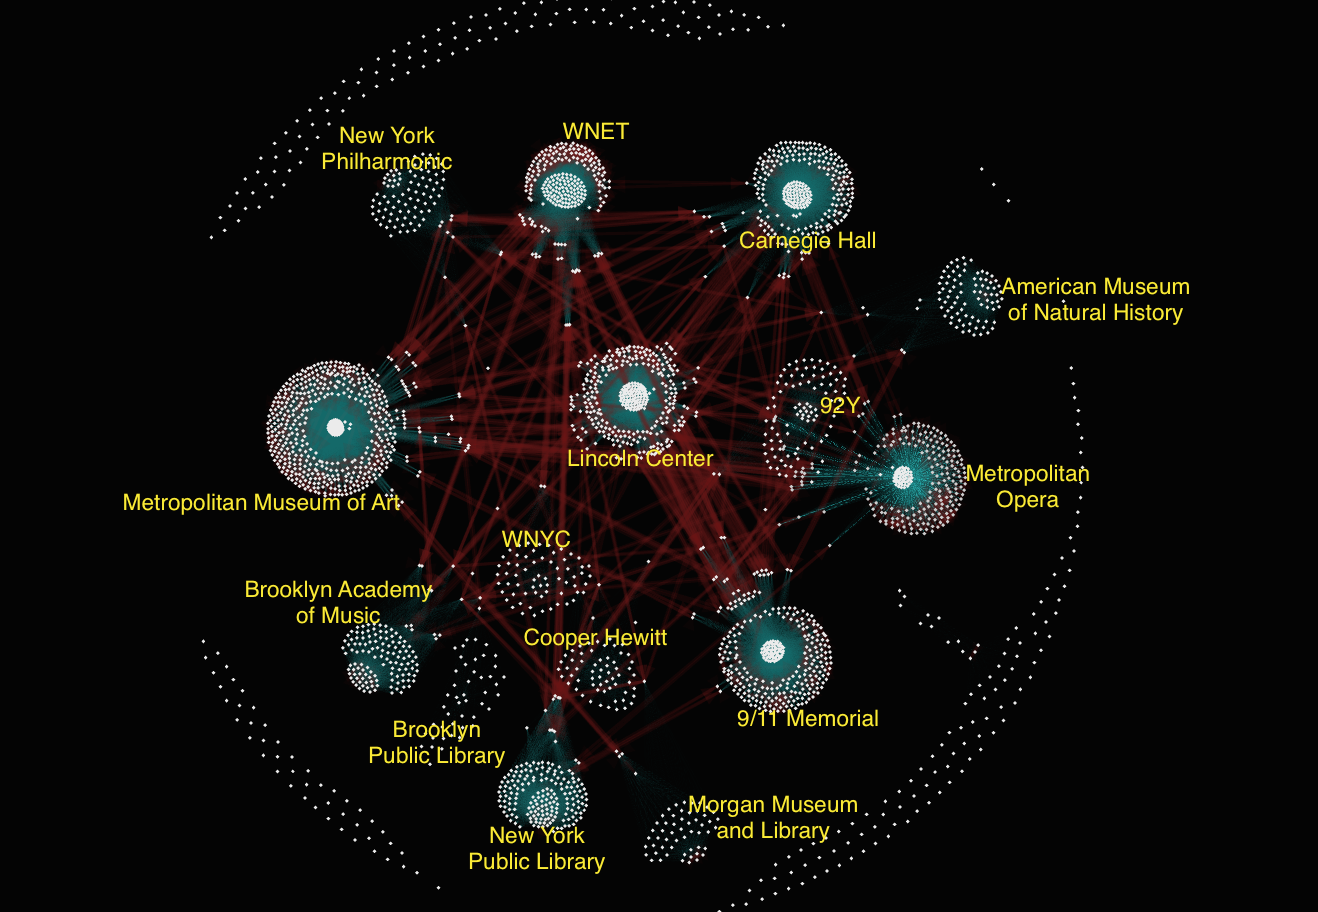 New York
Philharmonic
WNET
Carnegie Hall
American Museum
of Natural History
92Y
Lincoln Center
Metropolitan
Opera
Metropolitan Museum of Art
WNYC
Brooklyn Academy
of Music
Cooper Hewitt
9/11 Memorial
Brooklyn
Public Library
Morgan Museum
and Library
New York
Public Library